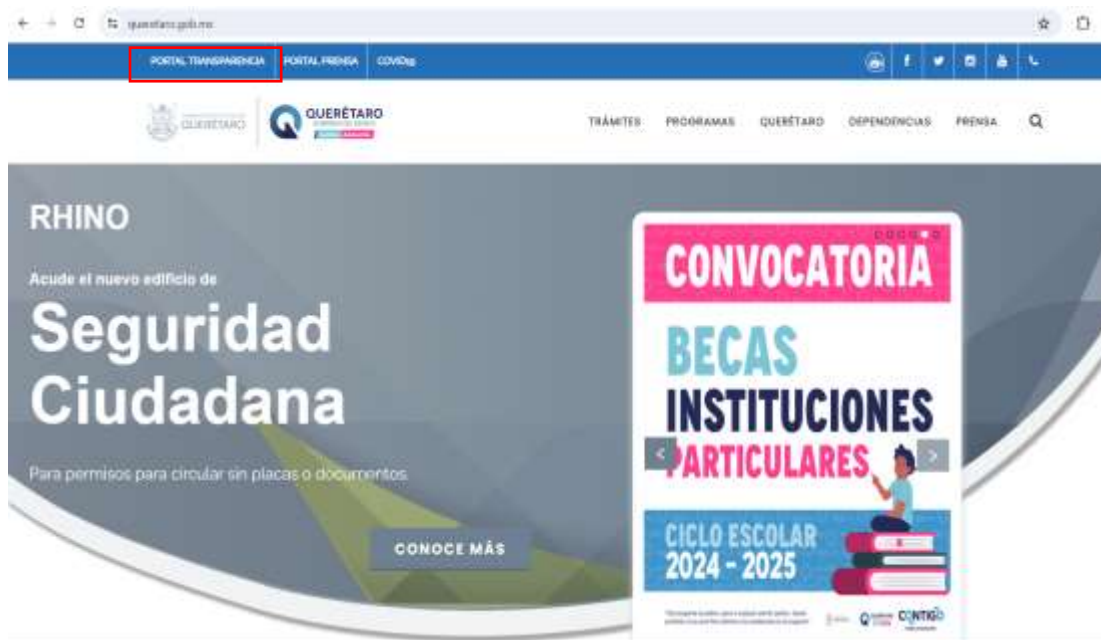 queretaro.gob.mx
PORTAL TRANSPARENCIA
PORTAL PRENSA
COVID19
QUERÉTARO
QUERÉTARO
TRÁMITES
PROGRAMAS
QUERÉTARO
DEPENDENCIAS
PRENSA
RHINO
Acude el nuevo edificio de
Seguridad
Ciudadana
Para permisos para circular sin placas o documentos.
CONOCE MÁS
CONVOCATORIA
BECAS
INSTITUCIONES
PARTICULARES
CICLO ESCOLAR
2024 - 2025
CONTIGO